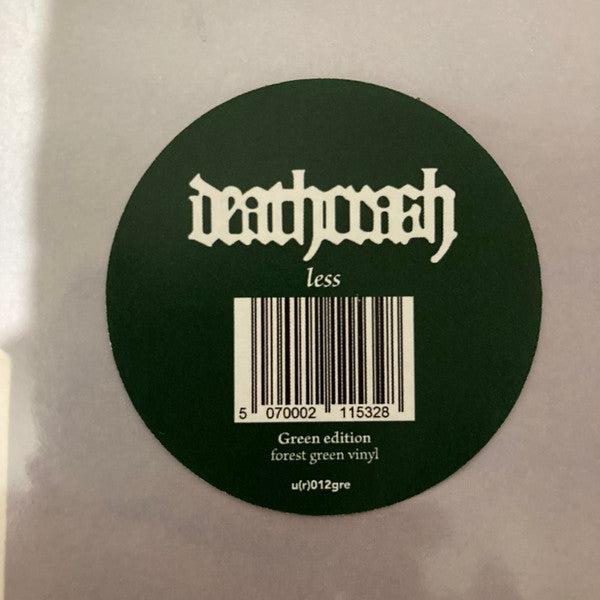 deathcrash
less
5 070002 115328
Green edition
forest green vinyl
u(r)012gre